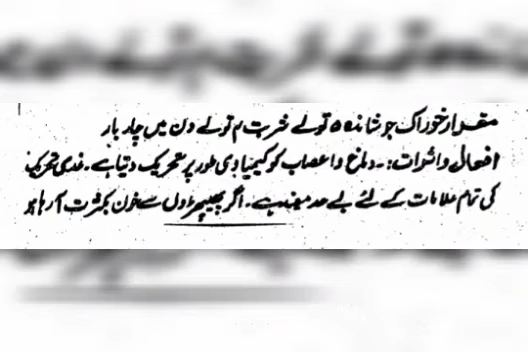 مقدار خوراک جوشاندہ ۵ تولے شربت ۴ تولے دن میں چار بار
افعال و اثرات:۔ دماغ و اعصاب کو کیمیاوی طور پر تحریک دیتا ہے۔ غدی تحریک
کی تمام علامات کے لئے بے حد مفید ہے۔ اگر پھیپھڑوں سے خون بکثرت آ رہا ہو